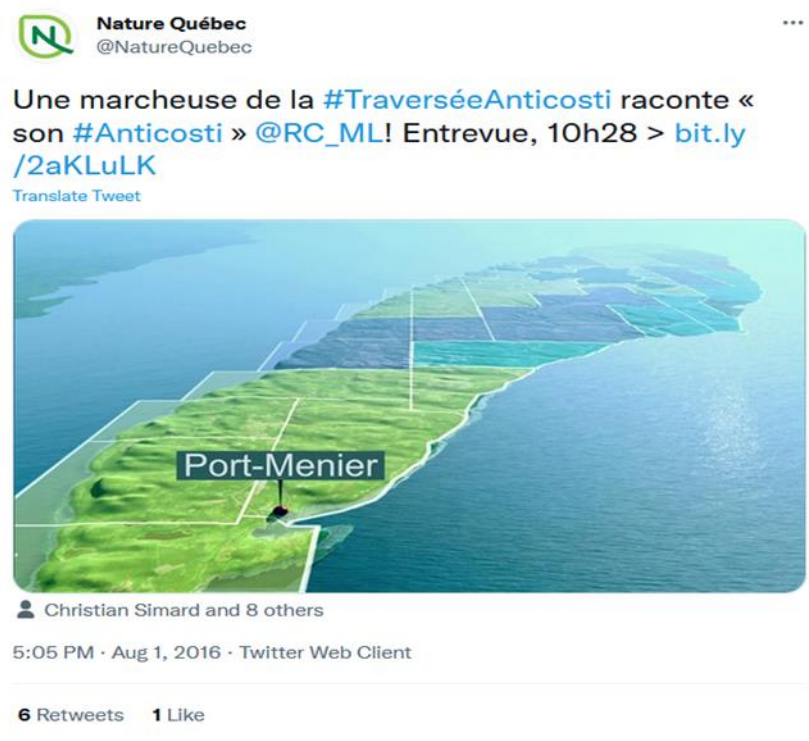 Nature Québec
@NatureQuebec
Une marcheuse de la #TraverséeAnticosti raconte «
son #Anticosti » @RC_ML! Entrevue, 10h28 > bit.ly
/2aKLuLK
Translate Tweet
Port-Menier
Christian Simard and 8 others
5:05 PM · Aug 1, 2016 · Twitter Web Client
6 Retweets 1 Like